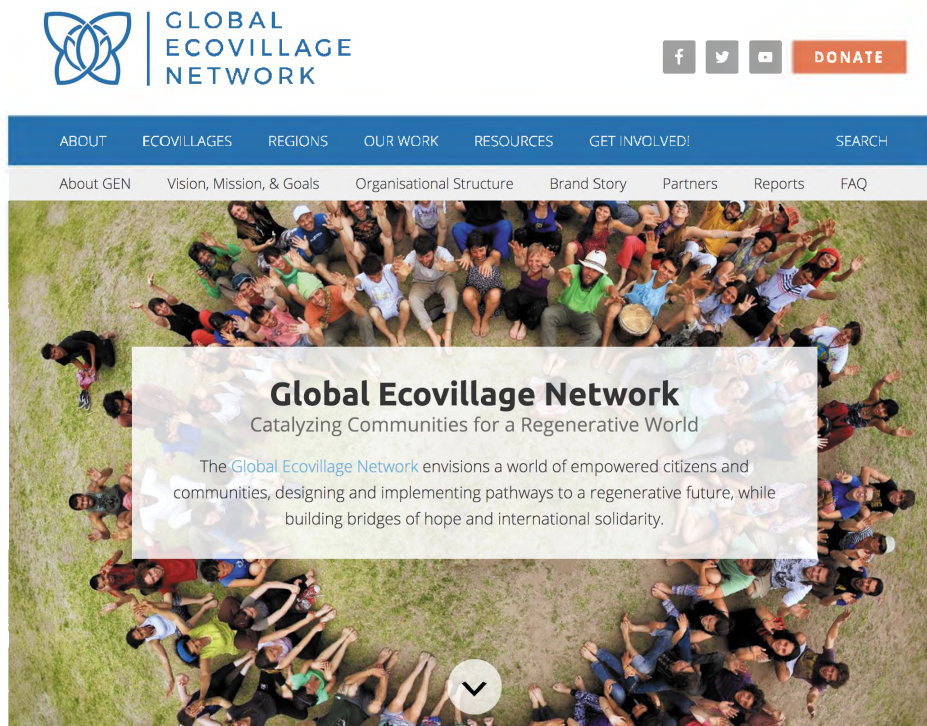 GLOBAL
ECOVILLAGE
NETWORK
DONATE
ABOUT ECOVILLAGES REGIONS OUR WORK RESOURCES GET INVOLVED! SEARCH
About GEN Vision, Mission, & Goals Organisational Structure Brand Story Partners Reports FAQ
Global Ecovillage Network
Catalyzing Communities for a Regenerative World
The Global Ecovillage Network envisions a world of empowered citizens and
communities, designing and implementing pathways to a regenerative future, while
building bridges of hope and international solidarity.